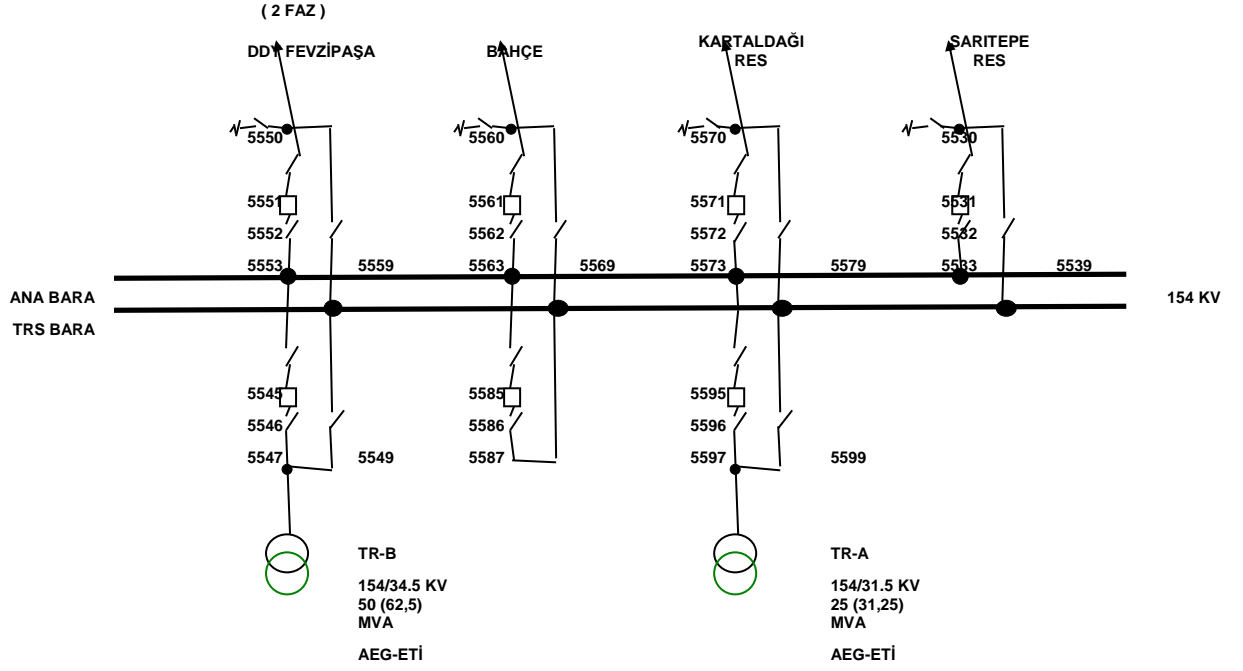 ( 2 FAZ )
DDY FEVZİPAŞA
BAHÇE
KARTALDAĞI
RES
SARITEPE
RES
5550
5560
5570
5530
5551
5561
5571
5531
5552
5562
5572
5532
5553
5559
5563
5569
5573
5579
5533
5539
ANA BARA
154 KV
TRS BARA
5545
5585
5595
5546
5586
5596
5547
5549
5587
5597
5599
TR-B
154/34.5 KV
50 (62,5)
MVA
AEG-ETİ
TR-A
154/31.5 KV
25 (31,25)
MVA
AEG-ETİ